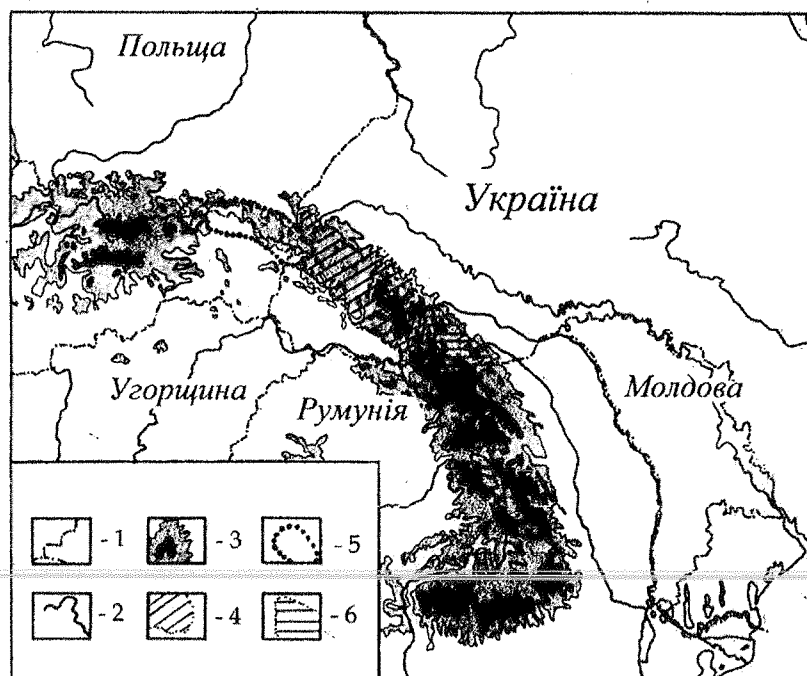 Польща
Україна
Угорщина
Румунія
Молдова
- 1
- 3
- 5
- 2
- 4
- 6